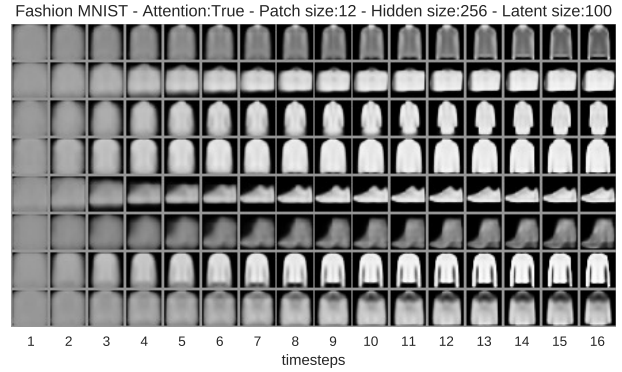 Fashion MNIST - Attention:True - Patch size:12 - Hidden size:256 - Latent size:100
1 2 3 4 5 6 7 8 9 10 11 12 13 14 15 16
timesteps